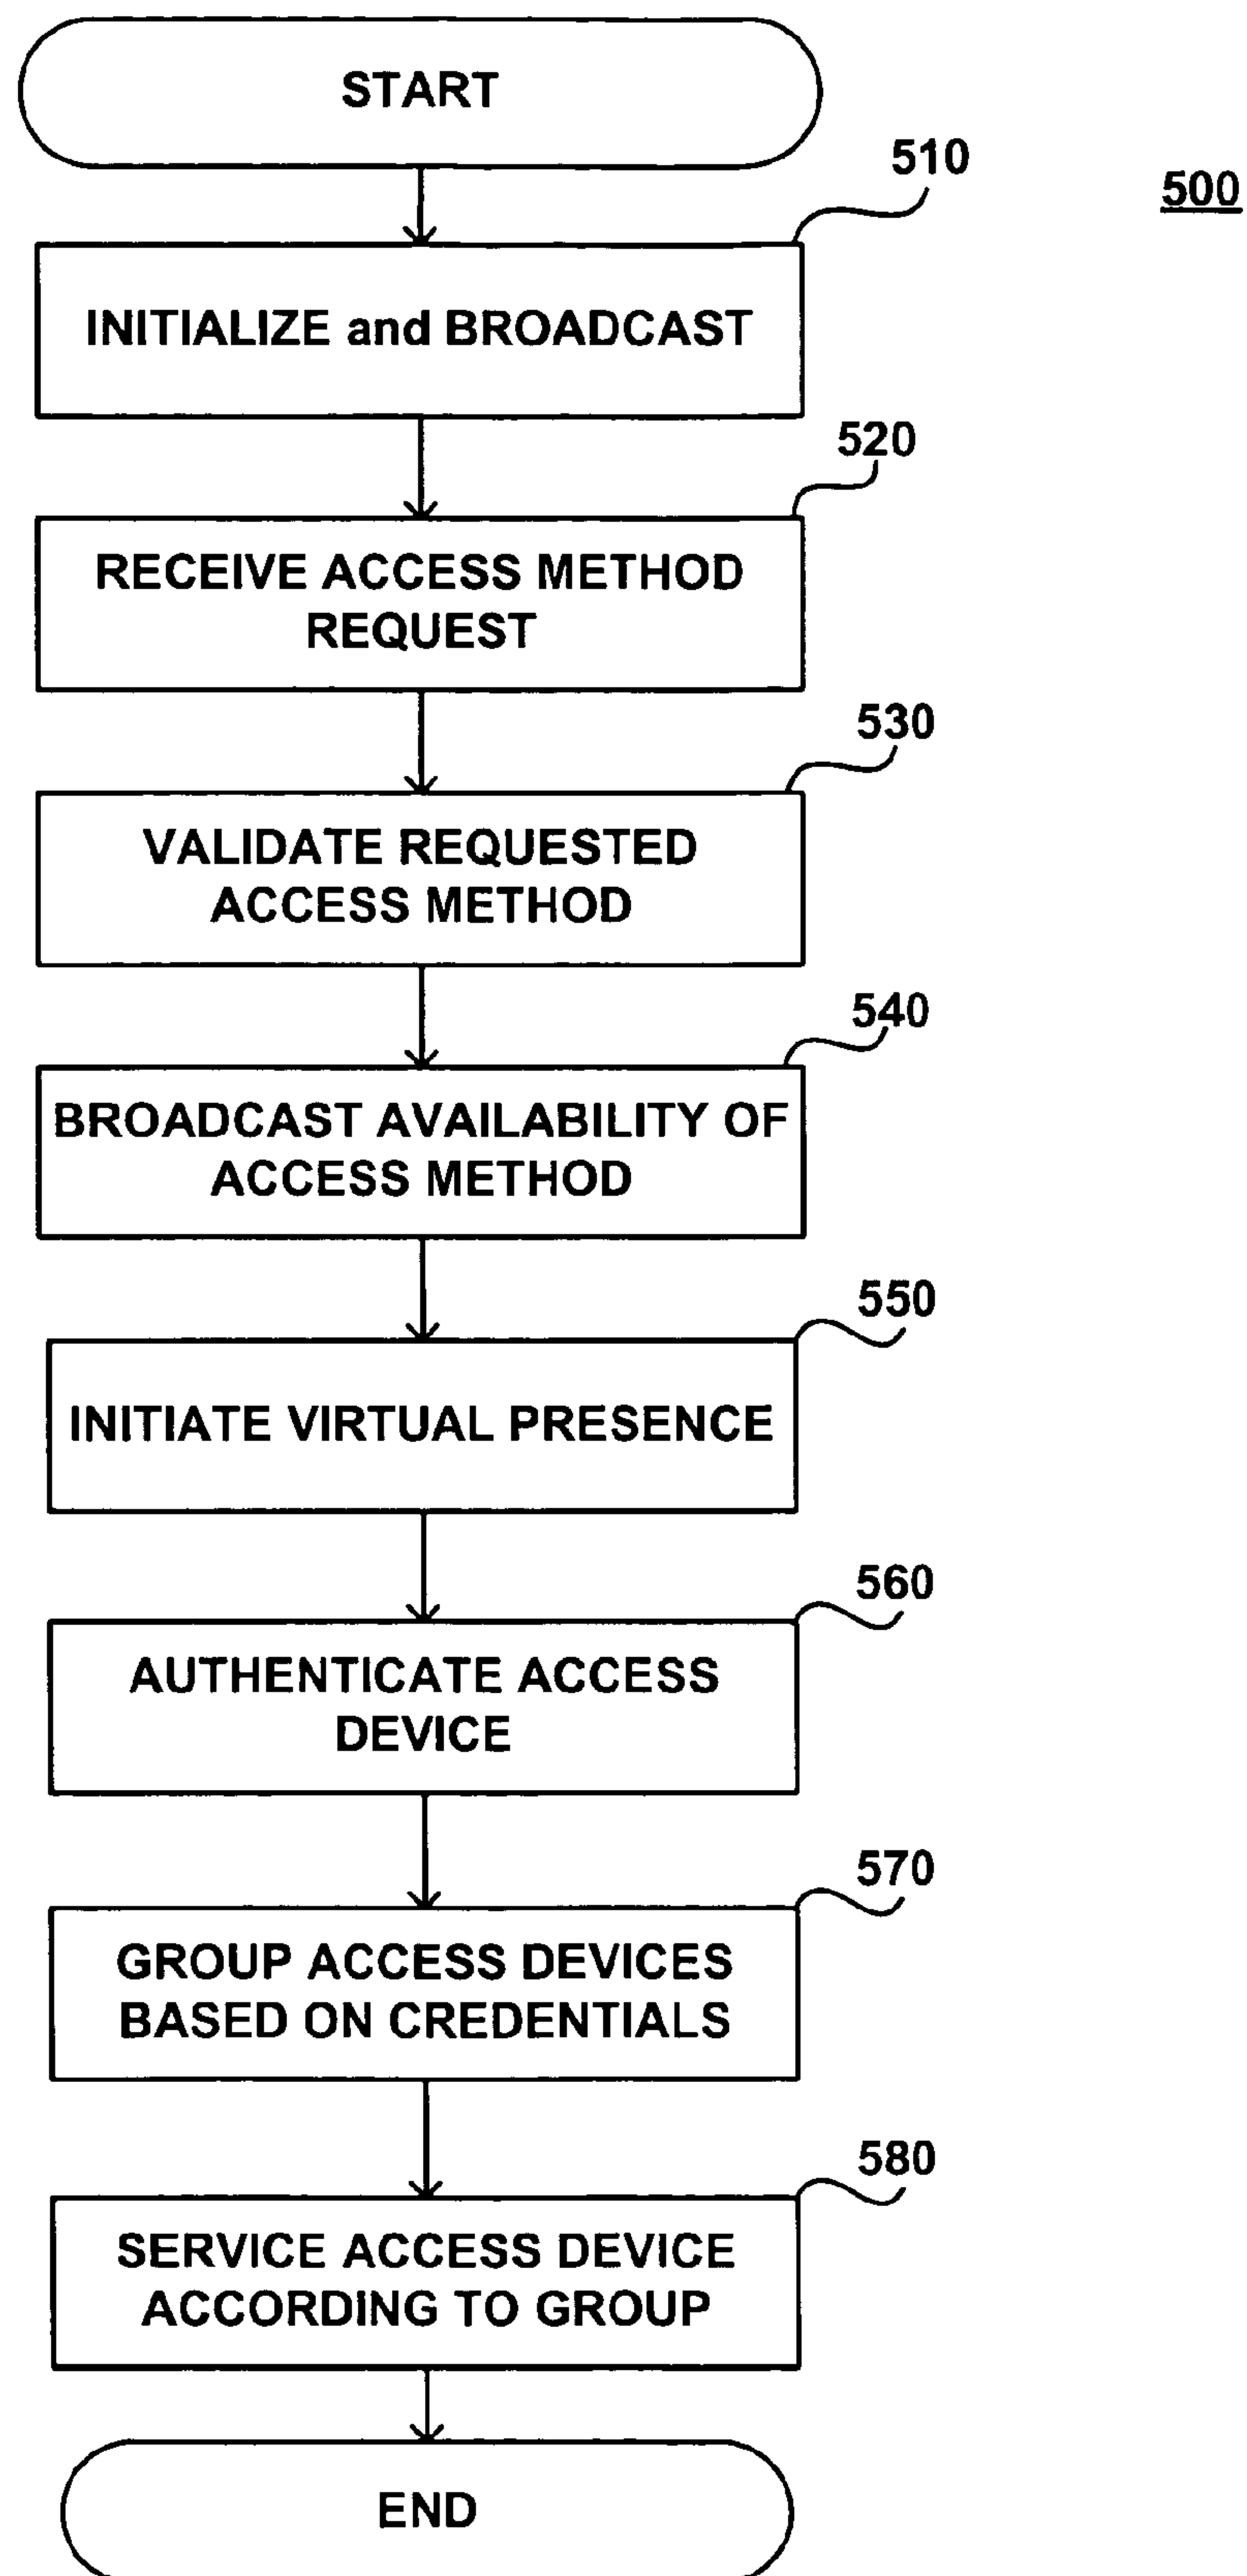 START
510
500
INITIALIZE and BROADCAST
520
RECEIVE ACCESS METHOD
REQUEST
530
VALIDATE REQUESTED
ACCESS METHOD
540
BROADCAST AVAILABILITY OF
ACCESS METHOD
550
INITIATE VIRTUAL PRESENCE
560
AUTHENTICATE ACCESS
DEVICE
570
GROUP ACCESS DEVICES
BASED ON CREDENTIALS
580
SERVICE ACCESS DEVICE
ACCORDING TO GROUP
END